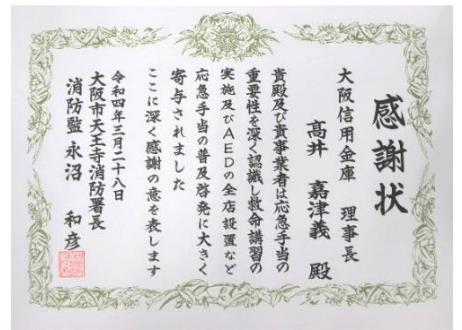 感謝状
大阪信用金庫 理事長
高井 嘉津義 殿
貴殿及び貴事業者は応急手当の
重要性を深く認識し救命講習の
実施及びAEDの全店設置など
応急手当の普及啓発に大きく
寄与されました
ここに深く感謝の意を表します
令和四年三月二十八日
大阪市天王寺消防署長
消防監 永沼 和彦